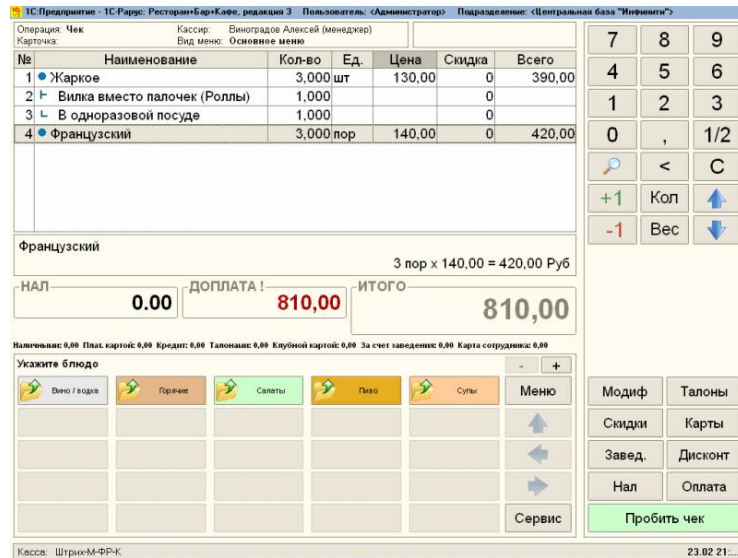 1С:Предприятие - 1С-Рарус: Ресторан+Бар+Кафе, редакция 3 Пользователь: <Администратор> Подразделение: <Центральная база "Инфинити">
Операция: Чек Кассир: Виноградов Алексей (менеджер)
Карточка: Вид меню: Основное меню
№ Наименование Кол-во Ед. Цена Скидка Всего
1 Жаркое 3,000 шт 130,00 0 390,00
2 Вилка вместо палочек (Роллы) 1,000 0
3 В одноразовой посуде 1,000 0
4 Французский 3,000 пор 140,00 0 420,00
Французский
3 пор x 140,00 = 420,00 Руб
НАЛ ДОПЛАТА ! ИТОГО
0.00 810,00 810,00
Наличными: 0,00 Плат. картой: 0,00 Кредит: 0,00 Талонами: 0,00 Клубной картой: 0,00 За счет заведения: 0,00 Карта сотрудника: 0,00
Укажите блюдо - +
Вино / водка Горячие Салаты Пиво Супы Меню
Сервис
7 8 9
4 5 6
1 2 3
0 , 1/2
< C
+1 Кол
-1 Вес
Модиф Талоны
Скидки Карты
Завед. Дисконт
Нал Оплата
Пробить чек
Касса: Штрих-М-ФР-К 23.02 21:...